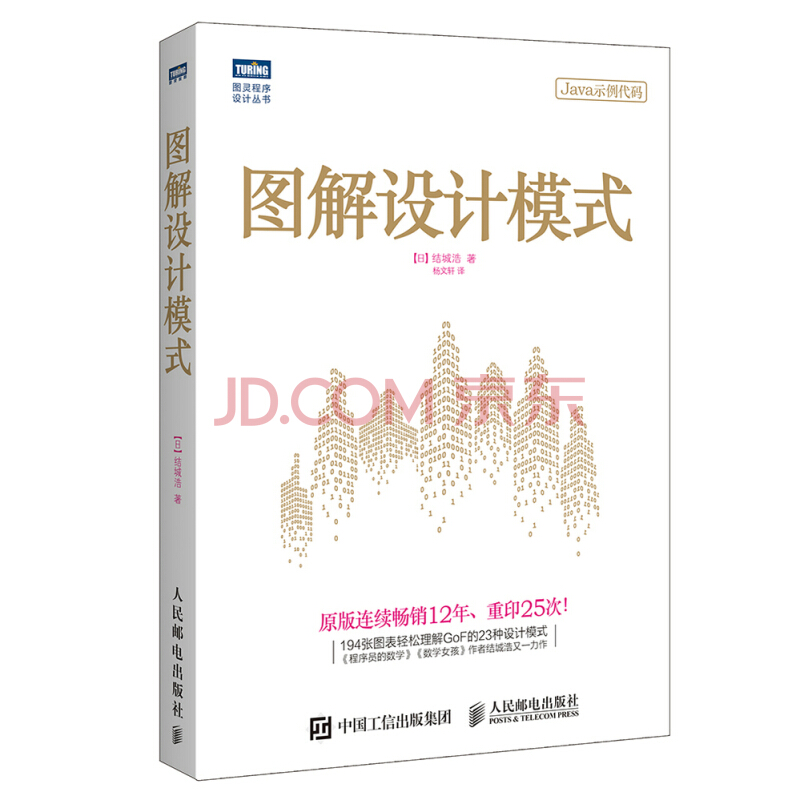 TURING
图灵程序
设计丛书
Java示例代码
图解设计模式
【日】结城浩 著
杨文轩 译
JD.COM 京东
原版连续畅销12年、重印25次！
194张图表轻松理解GoF的23种设计模式
《程序员的数学》《数学女孩》作者结城浩又一力作
中国工信出版集团
人民邮电出版社
POSTS & TELECOM PRESS
TURING
图解设计模式
【日】结城浩 著
人民邮电出版社